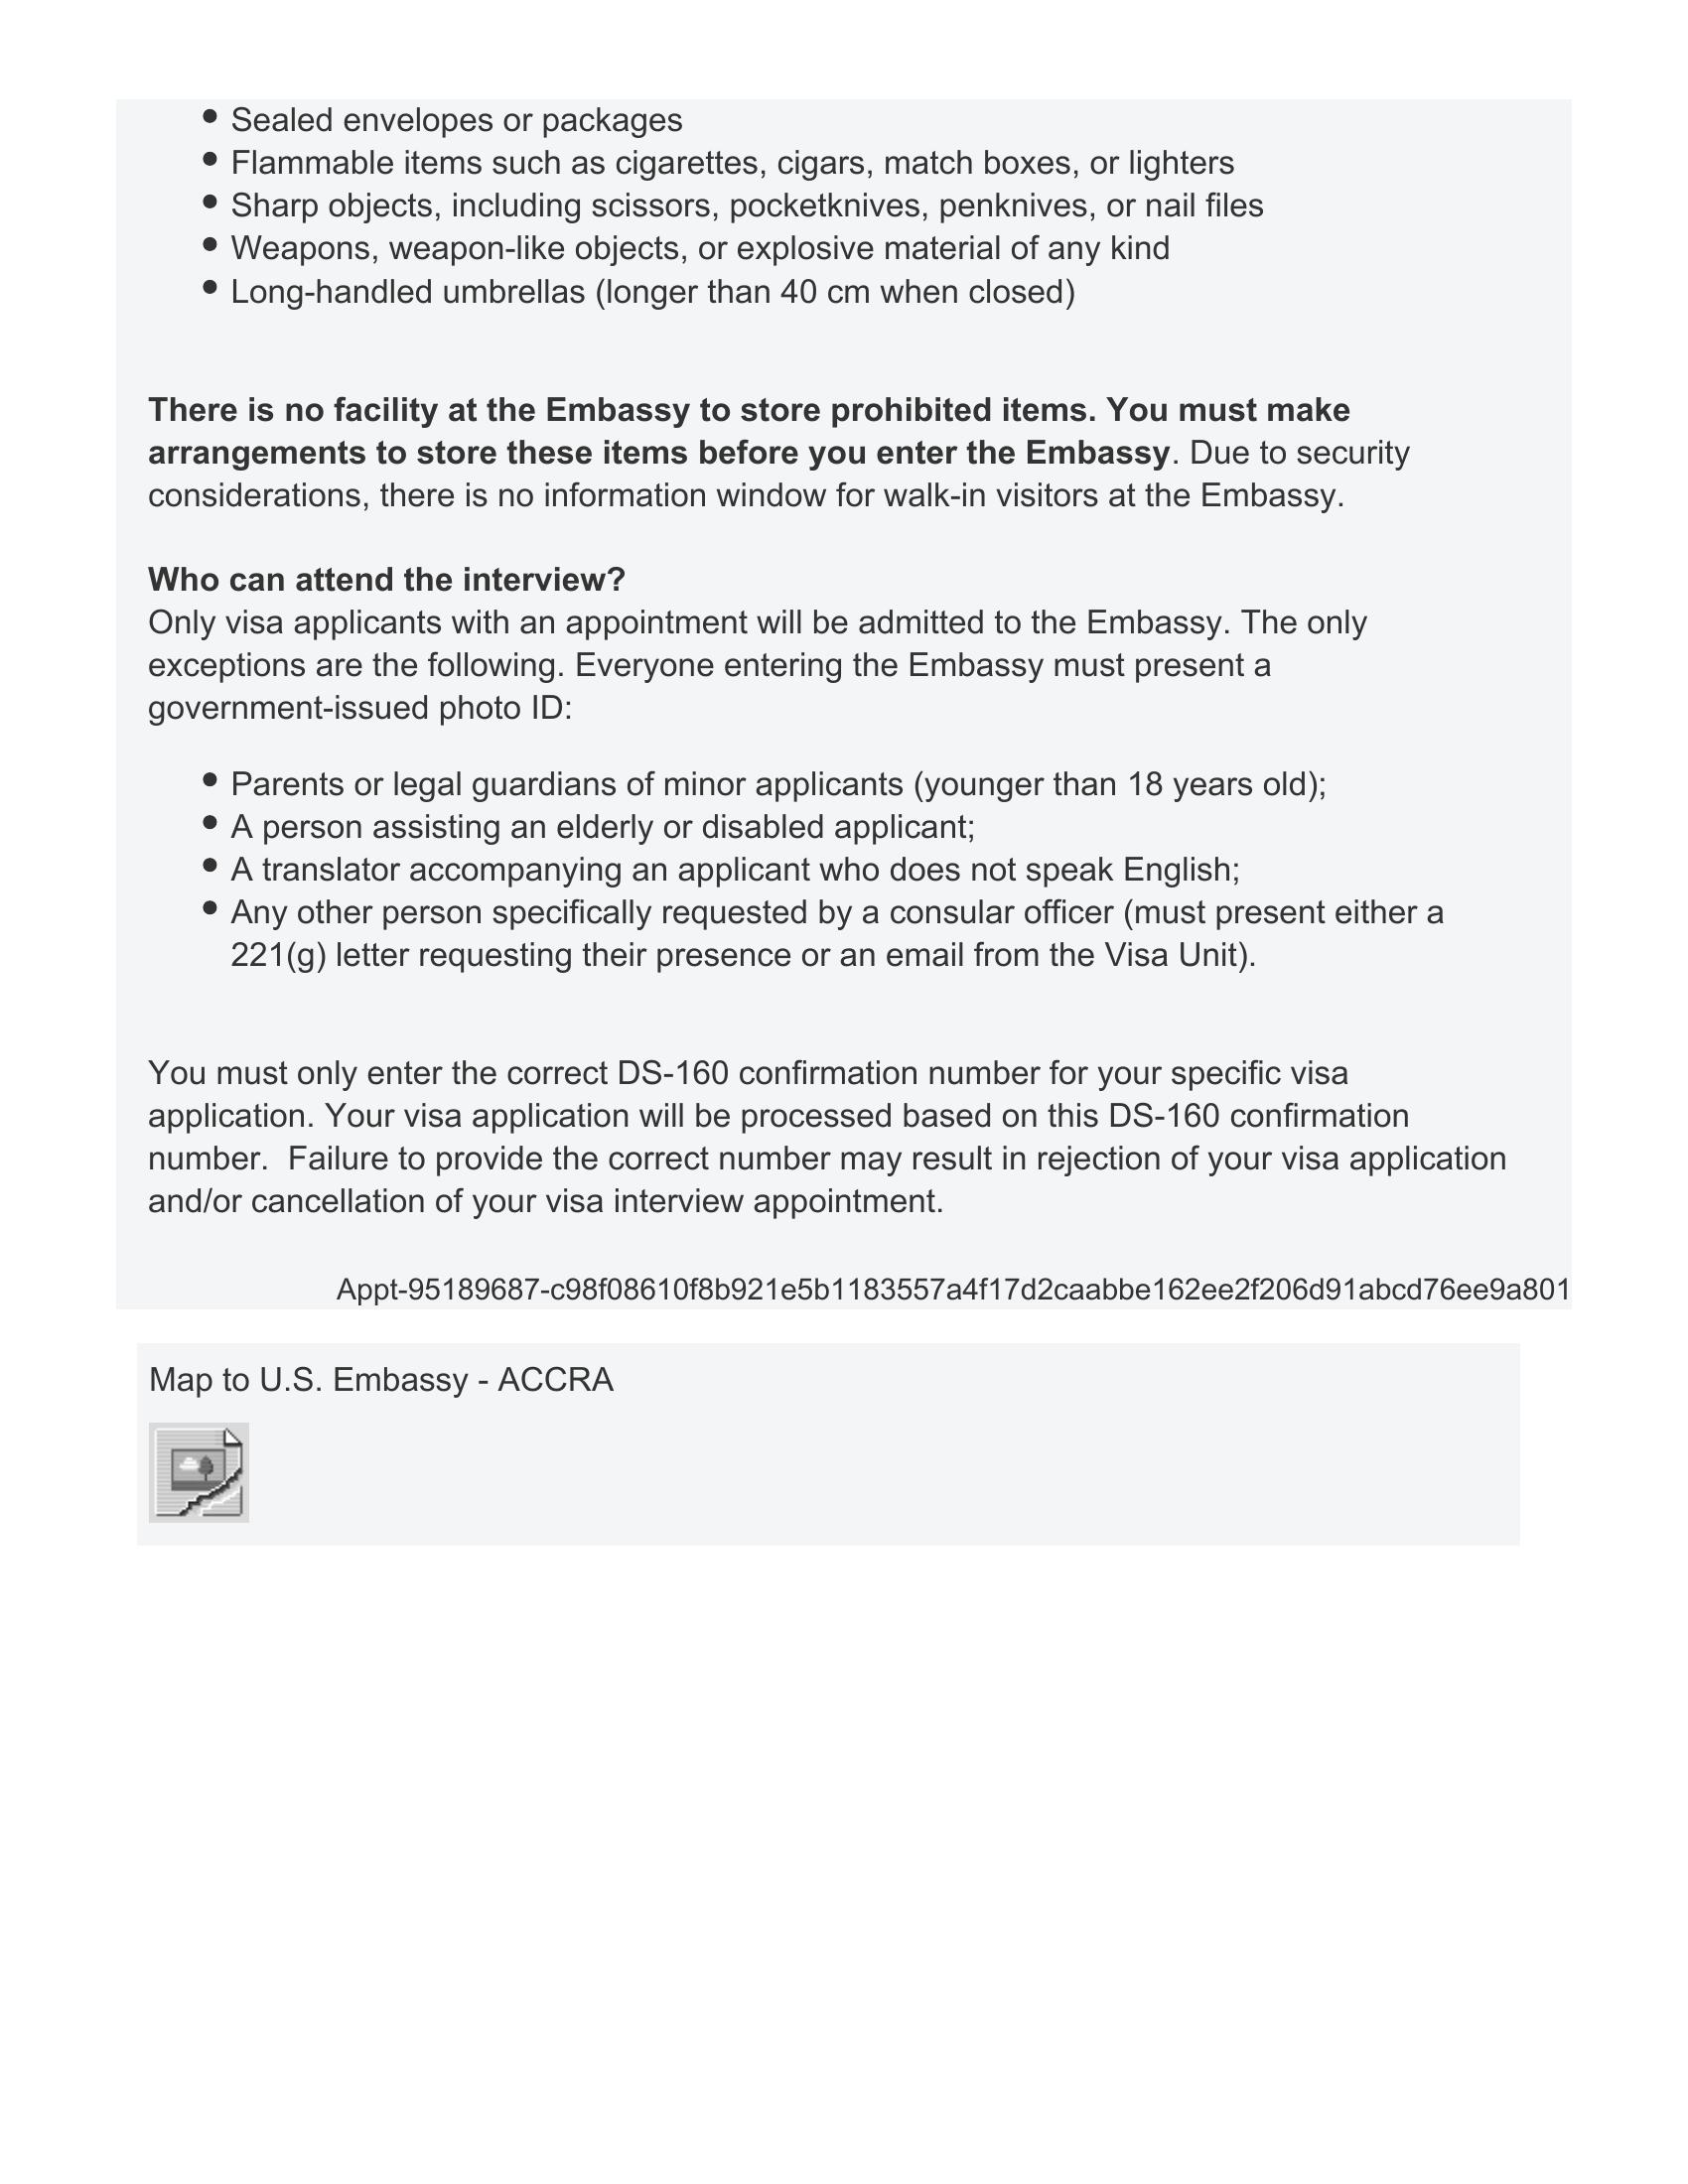 • Sealed envelopes or packages
• Flammable items such as cigarettes, cigars, match boxes, or lighters
• Sharp objects, including scissors, pocketknives, penknives, or nail files
• Weapons, weapon-like objects, or explosive material of any kind
• Long-handled umbrellas (longer than 40 cm when closed)
There is no facility at the Embassy to store prohibited items. You must make
arrangements to store these items before you enter the Embassy. Due to security
considerations, there is no information window for walk-in visitors at the Embassy.
Who can attend the interview?
Only visa applicants with an appointment will be admitted to the Embassy. The only
exceptions are the following. Everyone entering the Embassy must present a
government-issued photo ID:
• Parents or legal guardians of minor applicants (younger than 18 years old);
• A person assisting an elderly or disabled applicant;
• A translator accompanying an applicant who does not speak English;
• Any other person specifically requested by a consular officer (must present either a
221(g) letter requesting their presence or an email from the Visa Unit).
You must only enter the correct DS-160 confirmation number for your specific visa
application. Your visa application will be processed based on this DS-160 confirmation
number.  Failure to provide the correct number may result in rejection of your visa application
and/or cancellation of your visa interview appointment.
Appt-95189687-c98f08610f8b921e5b1183557a4f17d2caabbe162ee2f206d91abcd76ee9a801
Map to U.S. Embassy - ACCRA